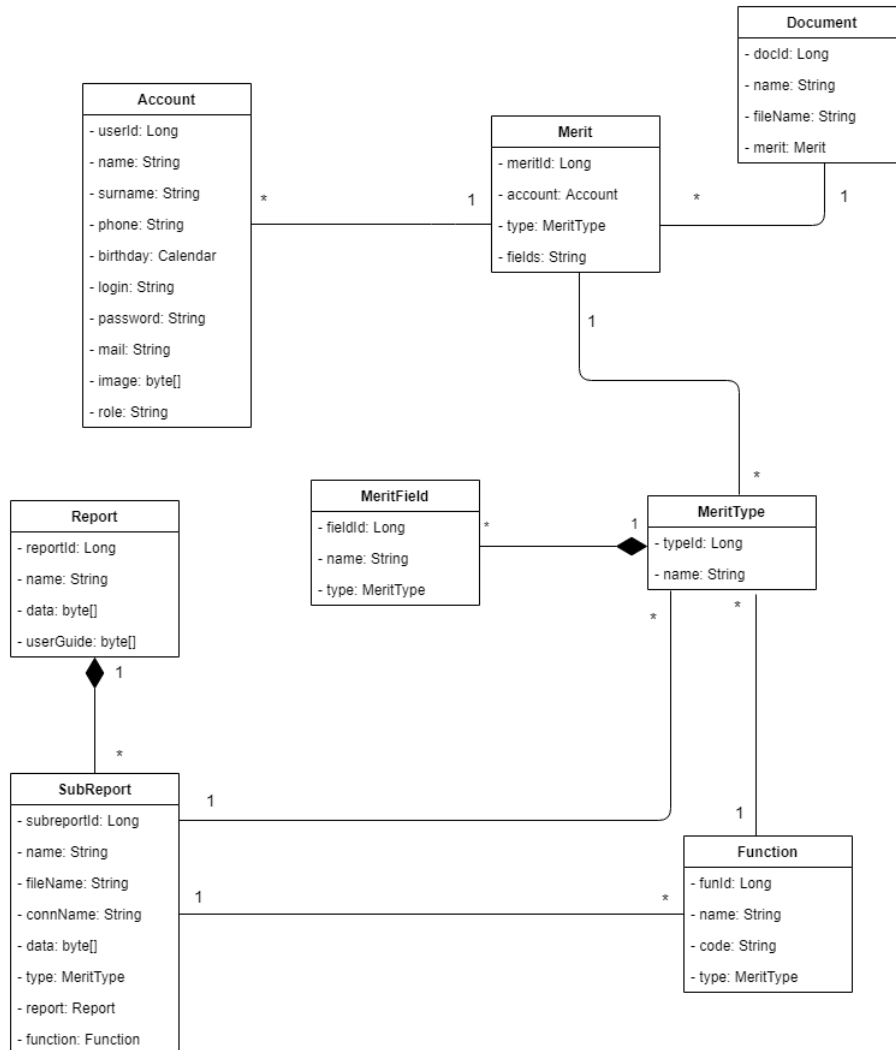 Document
- docId: Long
- name: String
- fileName: String
- merit: Merit
1
Account
- userId: Long
- name: String
- surname: String
- phone: String
- birthday: Calendar
- login: String
- password: String
- mail: String
- image: byte[]
- role: String
*
1
Merit
- meritId: Long
- account: Account
- type: MeritType
- fields: String
*
1
*
MeritField
- fieldId: Long
- name: String
- type: MeritType
*
1
MeritType
- typeId: Long
- name: String
*
*
Report
- reportId: Long
- name: String
- data: byte[]
- userGuide: byte[]
1
*
SubReport
- subreportId: Long
- name: String
- fileName: String
- connName: String
- data: byte[]
- type: MeritType
- report: Report
- function: Function
1
1
*
1
Function
- funId: Long
- name: String
- code: String
- type: MeritType